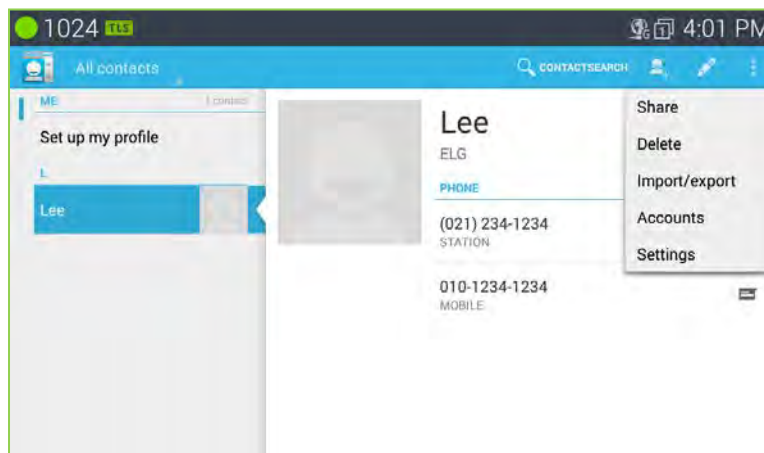 1024 TLS 4:01 PM
All contacts CONTACTSEARCH
ME 1 contact
Set up my profile
L
Lee
Lee
ELG
PHONE
(021) 234-1234
STATION
010-1234-1234
MOBILE
Share
Delete
Import/export
Accounts
Settings